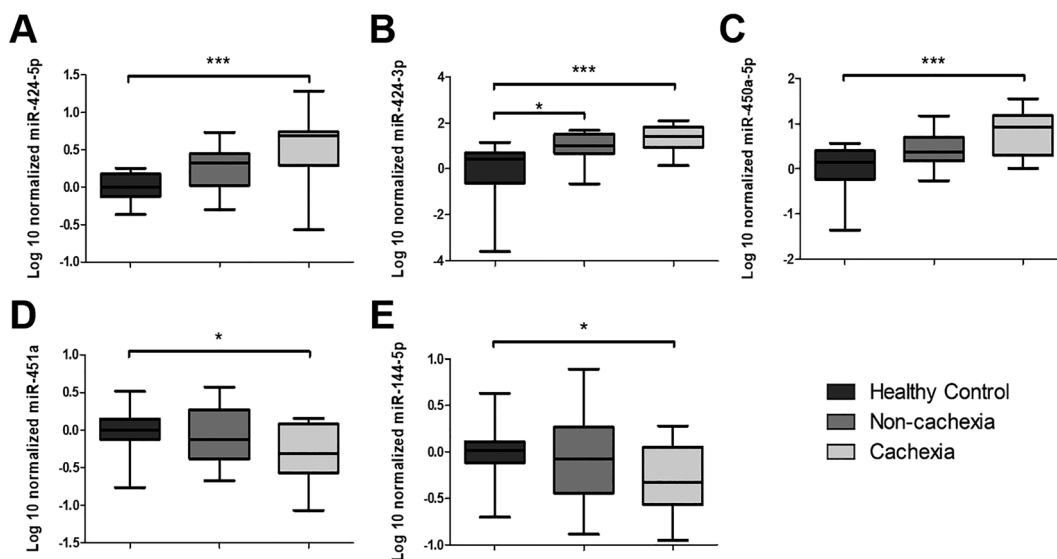 A
Log 10 normalized miR-424-5p
1.5
1.0
0.5
0.0
-0.5
-1.0
***
B
Log 10 normalized miR-424-3p
4
2
0
-2
-4
***
*
C
Log 10 normalized miR-450a-5p
2
1
0
-1
-2
***
D
Log 10 normalized miR-451a
1.0
0.5
0.0
-0.5
-1.0
-1.5
*
E
Log 10 normalized miR-144-5p
1.0
0.5
0.0
-0.5
-1.0
*
Healthy Control
Non-cachexia
Cachexia